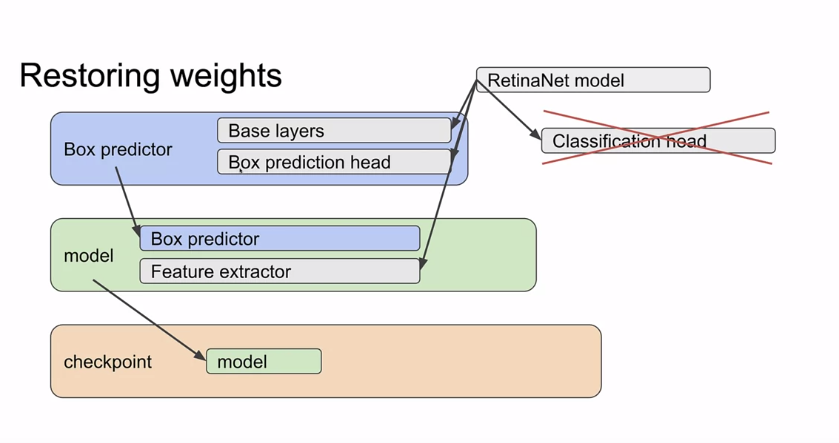 Restoring weights
RetinaNet model
Classification head
Base layers
Box prediction head
Box predictor
Box predictor
Feature extractor
model
checkpoint
model